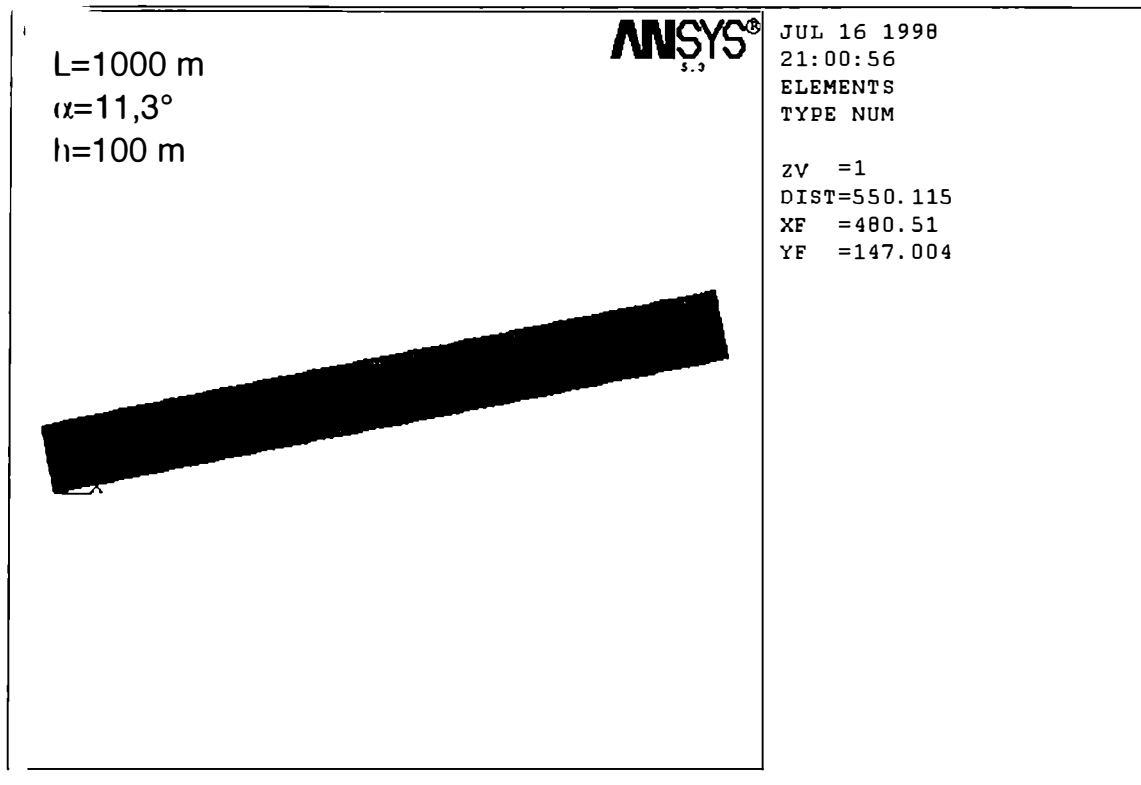 L=1000 m
α=11,3°
h=100 m
ANSYS®
5.3
JUL 16 1998
21:00:56
ELEMENTS
TYPE NUM
ZV =1
DIST=550.115
XF =480.51
YF =147.004
X